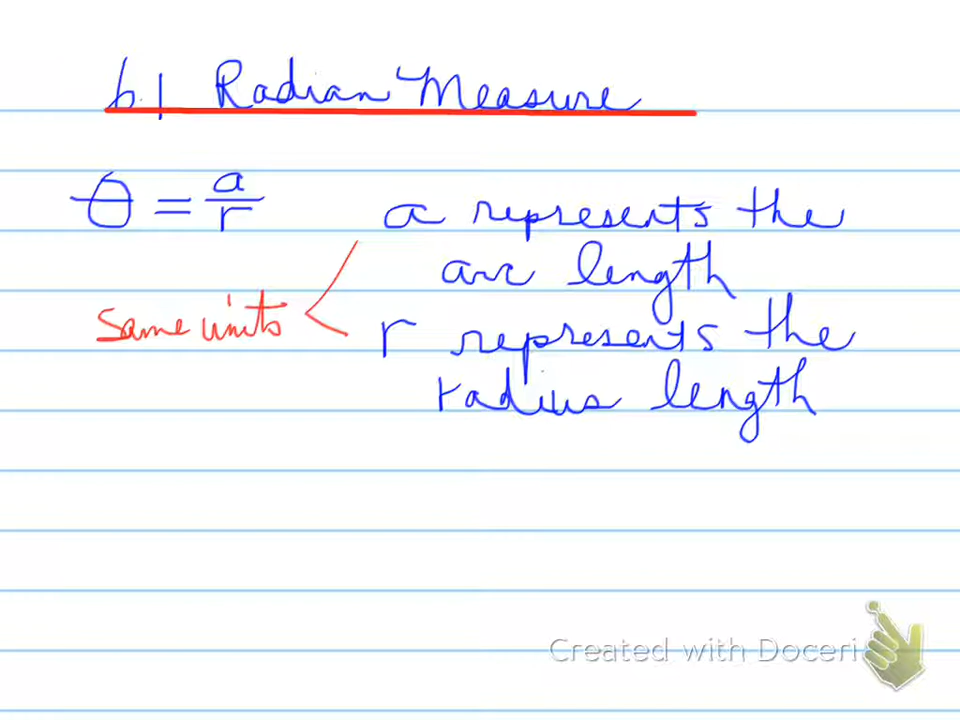 6.1 Radian Measure
θ = a/r
a represents the
arc length
same units
r represents the
radius length
Created with Doceri